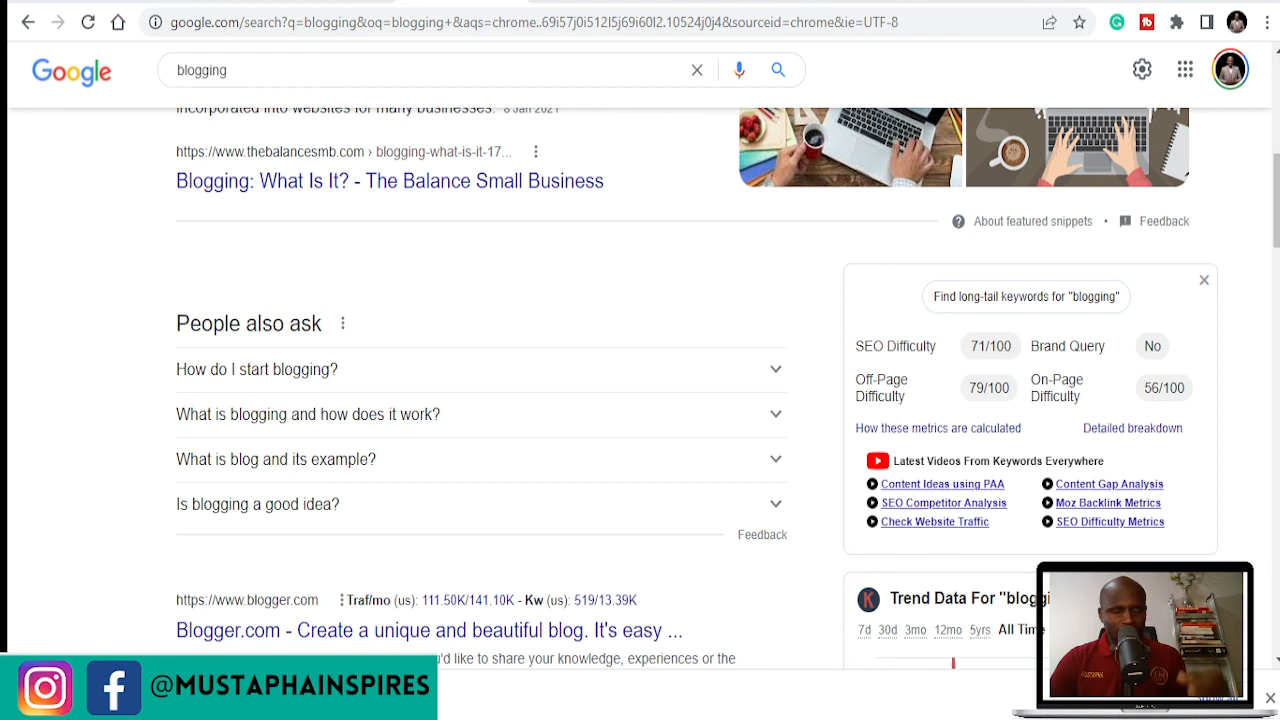 google.com/search?q=blogging&oq=blogging+&aqs=chrome..69i57j0i512l5j69i60l2.10524j0j4&sourceid=chrome&ie=UTF-8
Google
blogging
incorporated into websites for many businesses. 8 Jan 2021
https://www.thebalancesmb.com › blogging-what-is-it-17...
Blogging: What Is It? - The Balance Small Business
About featured snippets • Feedback
Find long-tail keywords for "blogging"
SEO Difficulty 71/100 Brand Query No
Off-Page Difficulty 79/100 On-Page Difficulty 56/100
How these metrics are calculated Detailed breakdown
Latest Videos From Keywords Everywhere
Content Ideas using PAA Content Gap Analysis
SEO Competitor Analysis Moz Backlink Metrics
Check Website Traffic SEO Difficulty Metrics
People also ask
How do I start blogging?
What is blogging and how does it work?
What is blog and its example?
Is blogging a good idea?
Feedback
https://www.blogger.com Traf/mo (us): 111.50K/141.10K - Kw (us): 519/13.39K
Blogger.com - Create a unique and beautiful blog. It's easy ...
you'd like to share your knowledge, experiences or the
K Trend Data For "bloggi
7d 30d 3mo 12mo 5yrs All Time
@MUSTAPHAINSPIRES